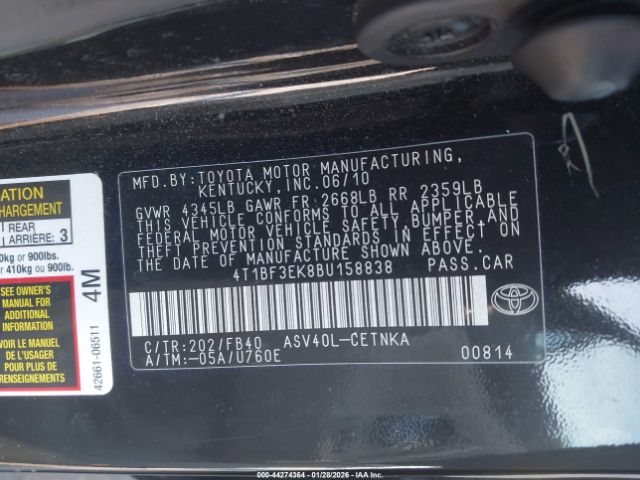 MFD.BY:TOYOTA MOTOR MANUFACTURING,
KENTUCKY,INC.06/10
GVWR 4345LB GAWR FR 2668LB RR 2359LB
THIS VEHICLE CONFORMS TO ALL APPLICABLE
FEDERAL MOTOR VEHICLE SAFETY,BUMPER,AND
THEFT PREVENTION STANDARDS IN EFFECT ON
THE DATE OF MANUFACTURE SHOWN ABOVE.
4T1BF3EK8BU158838 PASS.CAR
C/TR:202/FB40 ASV40L-CETNKA
A/TM:-05A/U760E 00814
TOYOTA
ATION
CHARGEMENT
REAR
ARRIÈRE: 3
0kg or 900lbs.
r 410kg ou 900lb.
SEE OWNER'S
MANUAL FOR
ADDITIONAL
INFORMATION
VOIR LE MANUEL
DE L'USAGER
POUR PLUS DE
RENSEIGNEMENTS
4M
42661-06511
000 - 44274364 | 01/28/2026 | IAA Inc.